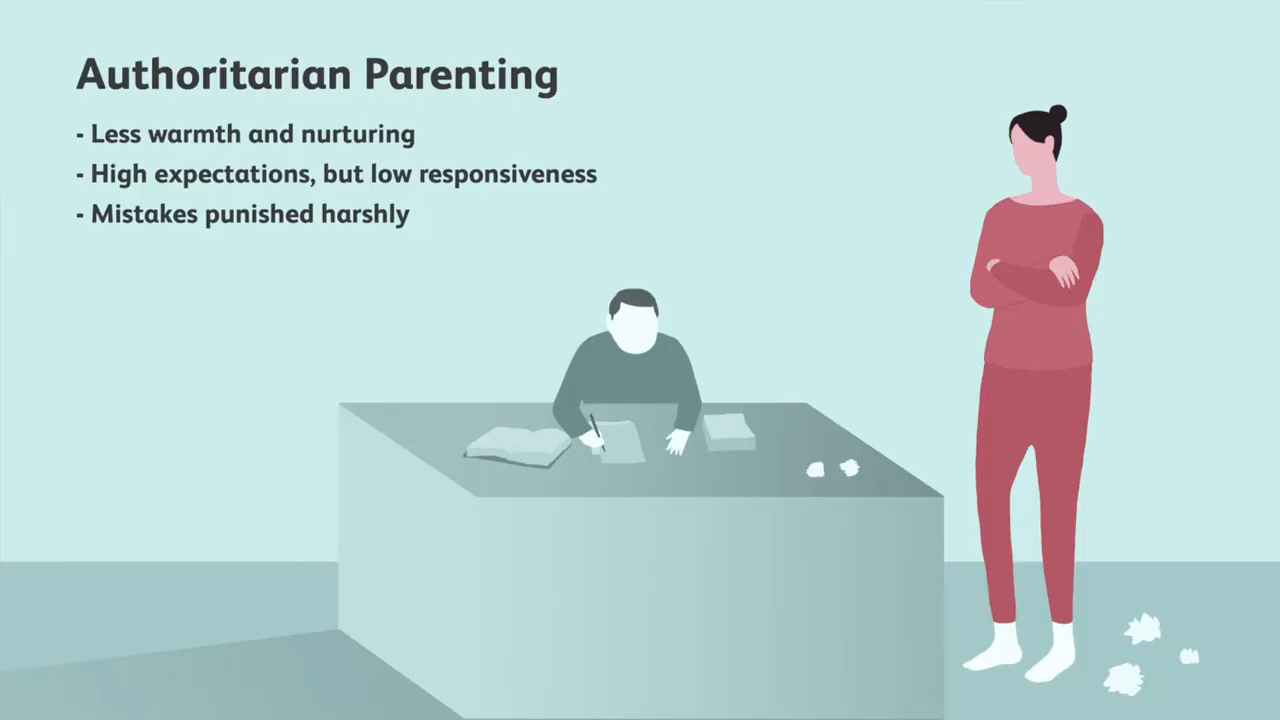 Authoritarian Parenting
- Less warmth and nurturing
- High expectations, but low responsiveness
- Mistakes punished harshly